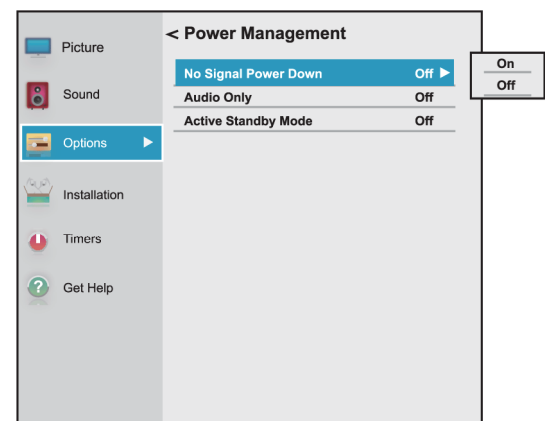 Picture
Sound
Options
Installation
Timers
? Get Help
< Power Management
No Signal Power Down Off
Audio Only Off
Active Standby Mode Off
On
Off